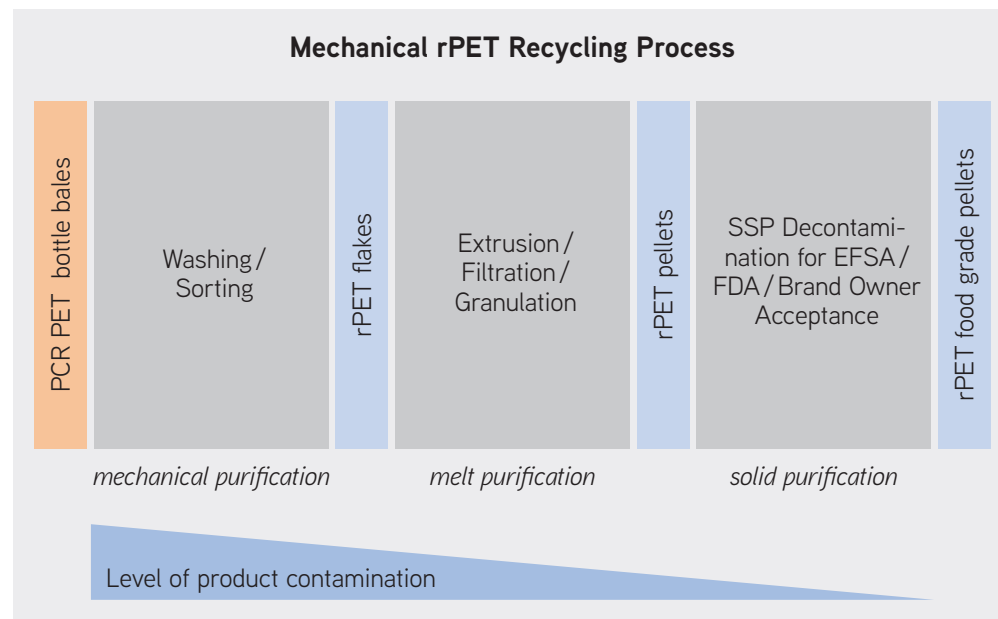 Mechanical rPET Recycling Process
PCR PET bottle bales
Washing/
Sorting
rPET flakes
Extrusion/
Filtration/
Granulation
rPET pellets
SSP Decontami-
nation for EFSA/
FDA/Brand Owner
Acceptance
rPET food grade pellets
mechanical purification
melt purification
solid purification
Level of product contamination